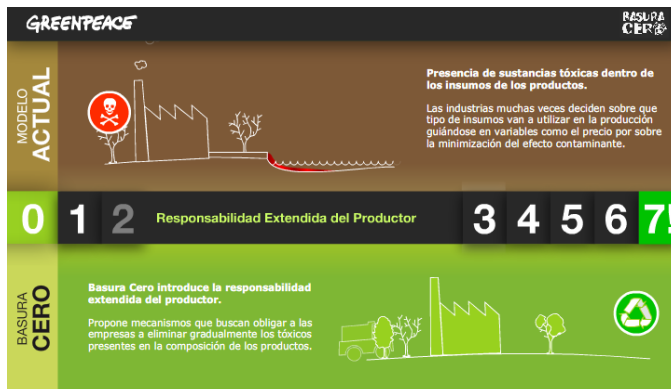 GREENPEACE
BASURA
CERO
MODELO
ACTUAL
Presencia de sustancias tóxicas dentro de
los insumos de los productos.
Las industrias muchas veces deciden sobre que
tipo de insumos van a utilizar en la producción
guiándose en variables como el precio por sobre
la minimización del efecto contaminante.
0 1 2 Responsabilidad Extendida del Productor 3 4 5 6 7!
BASURA
CERO
Basura Cero introduce la responsabilidad
extendida del productor.
Propone mecanismos que buscan obligar a las
empresas a eliminar gradualmente los tóxicos
presentes en la composición de los productos.